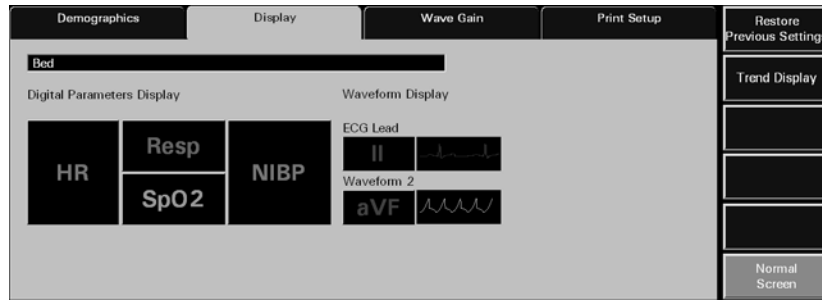 Demographics
Display
Wave Gain
Print Setup
Restore
Previous Setting
Bed
Trend Display
Digital Parameters Display
Waveform Display
ECG Lead
HR
Resp
SpO2
NIBP
II
Waveform 2
aVF
Normal
Screen